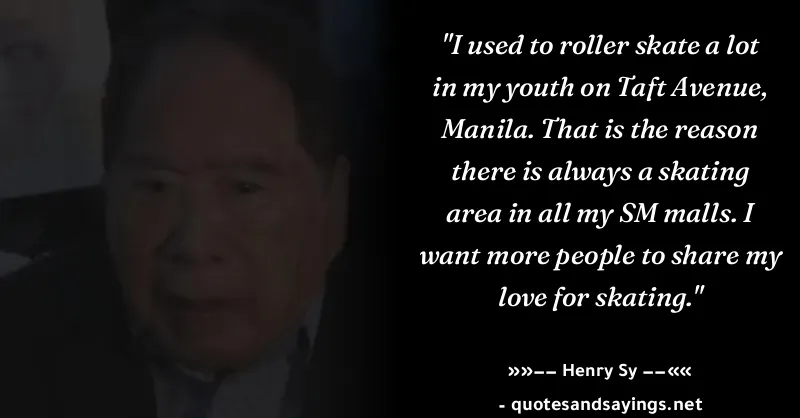 "I used to roller skate a lot
in my youth on Taft Avenue,
Manila. That is the reason
there is always a skating
area in all my SM malls. I
want more people to share my
love for skating."
»»–– Henry Sy ––««
- quotesandsayings.net